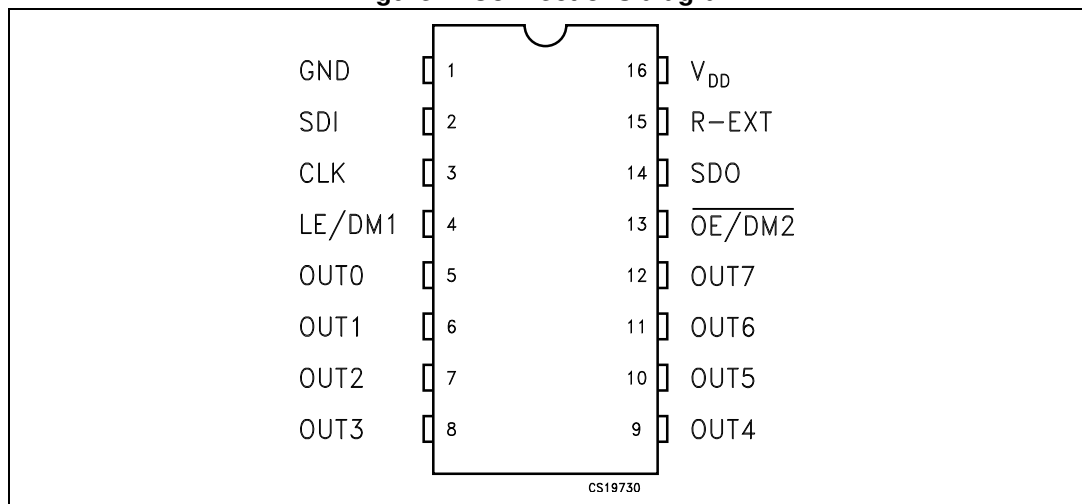 GND 1 16 V_DD
SDI 2 15 R-EXT
CLK 3 14 SDO
LE/DM1 4 13 OE/DM2
OUT0 5 12 OUT7
OUT1 6 11 OUT6
OUT2 7 10 OUT5
OUT3 8 9 OUT4
CS19730